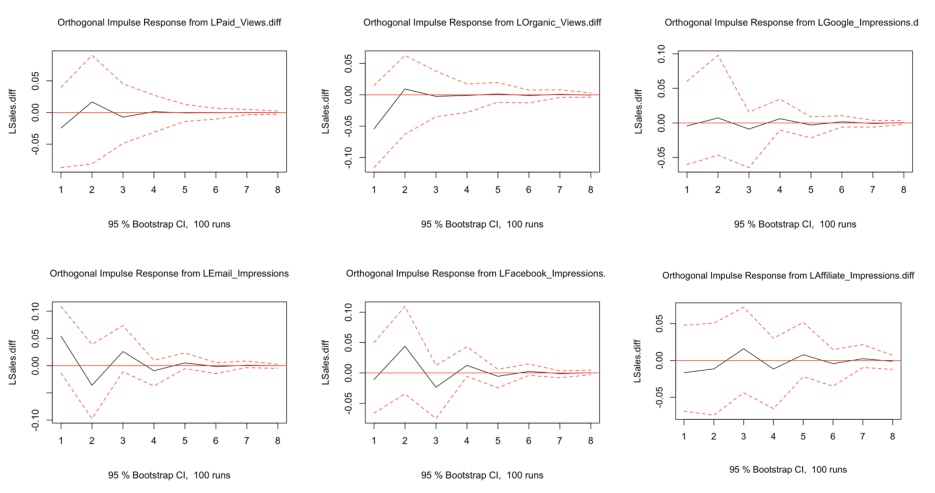 Orthogonal Impulse Response from LPaid_Views.diff
LSales.diff
0.05
0.00
-0.05
1 2 3 4 5 6 7 8
95 % Bootstrap CI, 100 runs
Orthogonal Impulse Response from LOrganic_Views.diff
LSales.diff
0.05
0.00
-0.05
-0.10
1 2 3 4 5 6 7 8
95 % Bootstrap CI, 100 runs
Orthogonal Impulse Response from LGoogle_Impressions.d
LSales.diff
0.10
0.05
0.00
-0.05
1 2 3 4 5 6 7 8
95 % Bootstrap CI, 100 runs
Orthogonal Impulse Response from LEmail_Impressions
LSales.diff
0.10
0.05
0.00
-0.10
1 2 3 4 5 6 7 8
95 % Bootstrap CI, 100 runs
Orthogonal Impulse Response from LFacebook_Impressions.
LSales.diff
0.10
0.05
0.00
-0.05
1 2 3 4 5 6 7 8
95 % Bootstrap CI, 100 runs
Orthogonal Impulse Response from LAffiliate_Impressions.diff
LSales.diff
0.05
0.00
-0.05
1 2 3 4 5 6 7 8
95 % Bootstrap CI, 100 runs